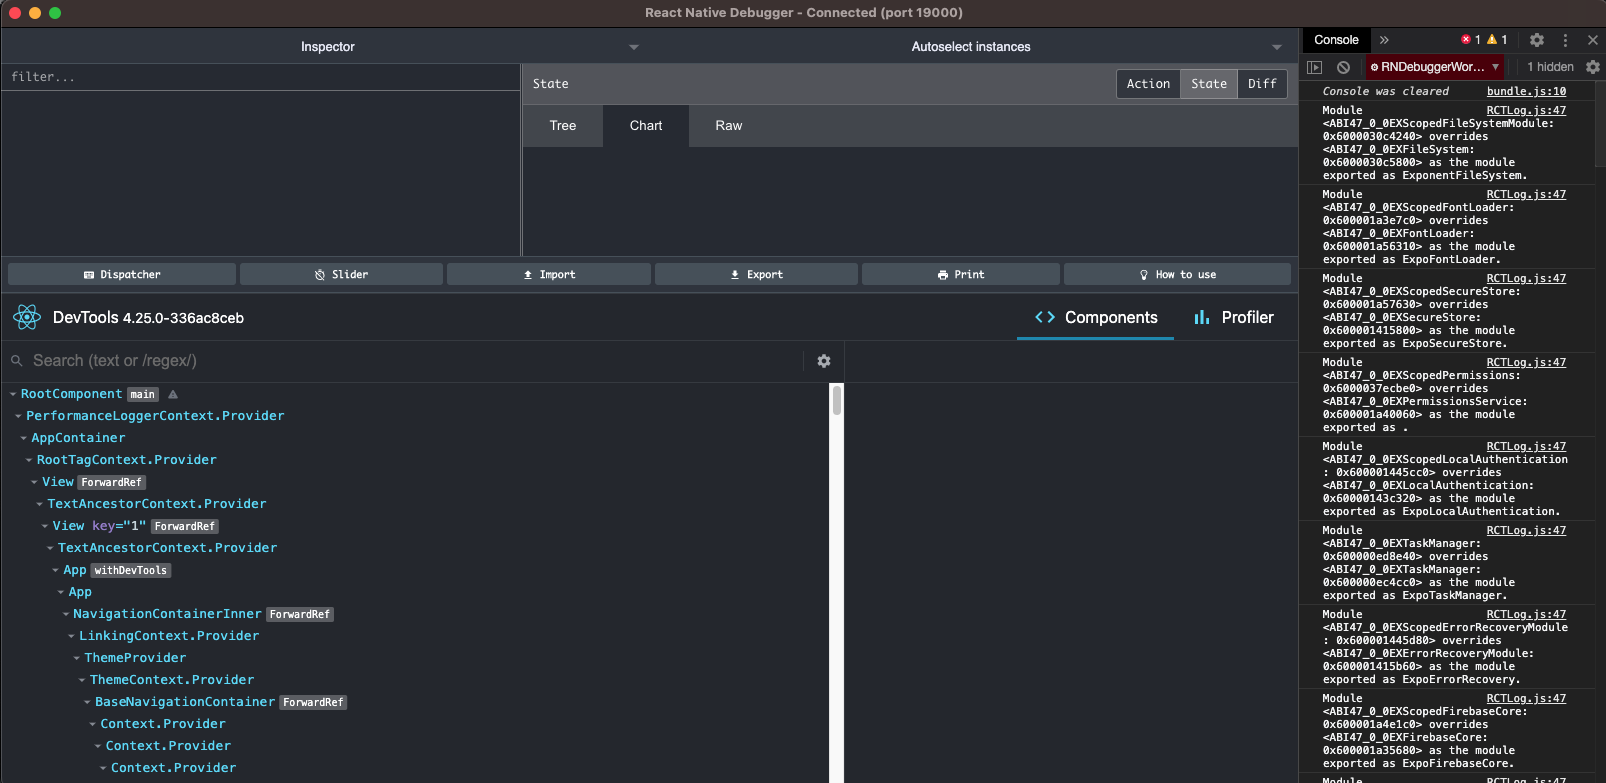 React Native Debugger - Connected (port 19000)
Inspector
Autoselect instances
filter...
State
Action State Diff
Tree Chart Raw
Dispatcher Slider Import Export Print How to use
DevTools 4.25.0-336ac8ceb
Components Profiler
Search (text or /regex/)
RootComponent main
PerformanceLoggerContext.Provider
AppContainer
RootTagContext.Provider
View ForwardRef
TextAncestorContext.Provider
View key="1" ForwardRef
TextAncestorContext.Provider
App withDevTools
App
NavigationContainerInner ForwardRef
LinkingContext.Provider
ThemeProvider
ThemeContext.Provider
BaseNavigationContainer ForwardRef
Context.Provider
Context.Provider
Context.Provider
Console » 1 1
RNDebuggerWor... 1 hidden
Console was cleared bundle.js:10
Module RCTLog.js:47
<ABI47_0_0EXScopedFileSystemModule:
0x6000030c4240> overrides
<ABI47_0_0EXFileSystem:
0x6000030c5800> as the module
exported as ExponentFileSystem.
Module RCTLog.js:47
<ABI47_0_0EXScopedFontLoader:
0x600001a3e7c0> overrides
<ABI47_0_0EXFontLoader:
0x600001a56310> as the module
exported as ExpoFontLoader.
Module RCTLog.js:47
<ABI47_0_0EXScopedSecureStore:
0x600001a57630> overrides
<ABI47_0_0EXSecureStore:
0x600001415800> as the module
exported as ExpoSecureStore.
Module RCTLog.js:47
<ABI47_0_0EXScopedPermissions:
0x6000037ecbe0> overrides
<ABI47_0_0EXPermissionsService:
0x600001a40060> as the module
exported as .
Module RCTLog.js:47
<ABI47_0_0EXScopedLocalAuthentication
: 0x600001445cc0> overrides
<ABI47_0_0EXLocalAuthentication:
0x60000143c320> as the module
exported as ExpoLocalAuthentication.
Module RCTLog.js:47
<ABI47_0_0EXTaskManager:
0x600000ed8e40> overrides
<ABI47_0_0EXTaskManager:
0x600000ec4cc0> as the module
exported as ExpoTaskManager.
Module RCTLog.js:47
<ABI47_0_0EXScopedErrorRecoveryModule
: 0x600001445d80> overrides
<ABI47_0_0EXErrorRecoveryModule:
0x600001415b60> as the module
exported as ExpoErrorRecovery.
Module RCTLog.js:47
<ABI47_0_0EXScopedFirebaseCore:
0x600001a4e1c0> overrides
<ABI47_0_0EXFirebaseCore:
0x600001a35680> as the module
exported as ExpoFirebaseCore.
Module RCTLog.js:47